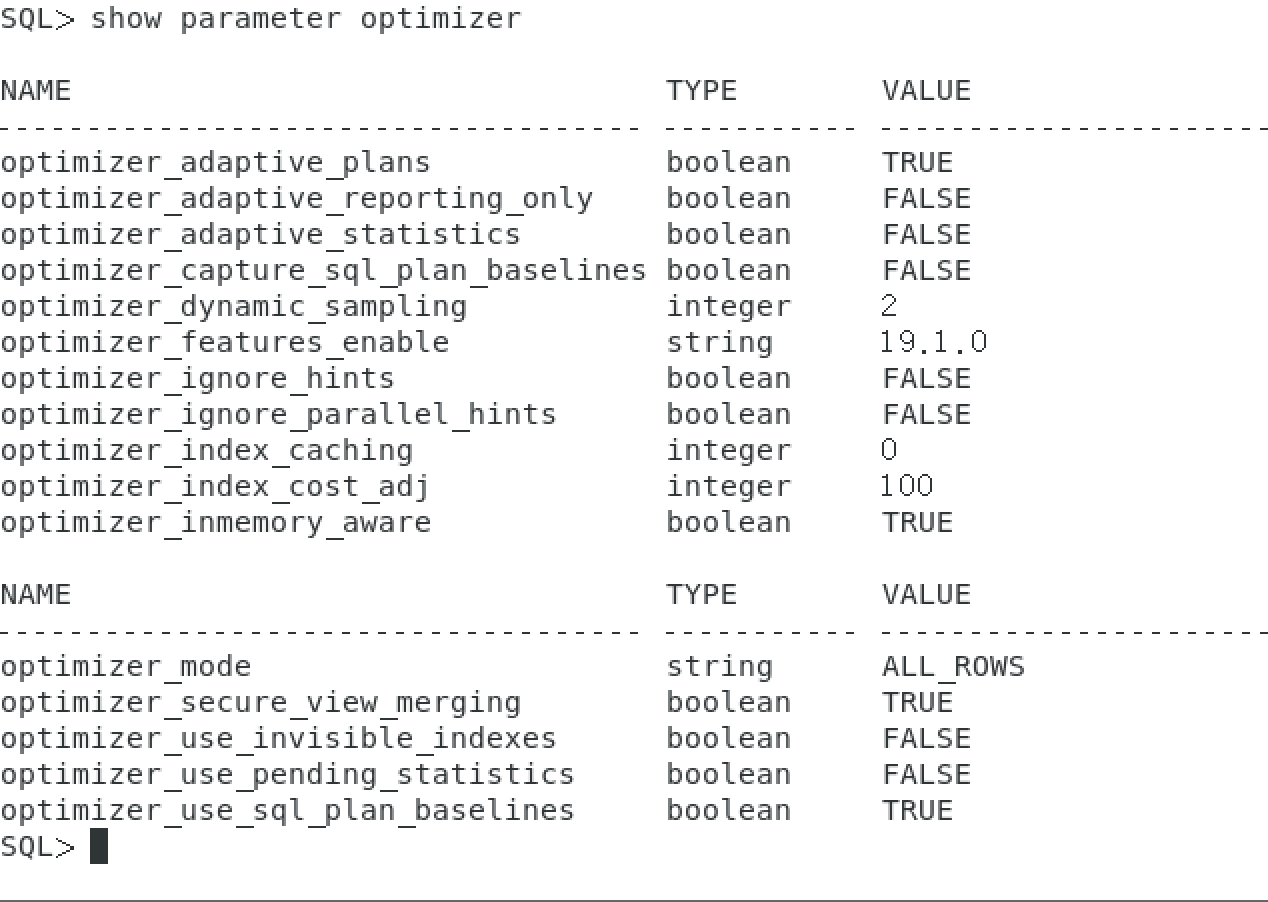 SQL> show parameter optimizer
NAME TYPE VALUE
------------------------------------ ----------- ----------------------
optimizer_adaptive_plans boolean TRUE
optimizer_adaptive_reporting_only boolean FALSE
optimizer_adaptive_statistics boolean FALSE
optimizer_capture_sql_plan_baselines boolean FALSE
optimizer_dynamic_sampling integer 2
optimizer_features_enable string 19.1.0
optimizer_ignore_hints boolean FALSE
optimizer_ignore_parallel_hints boolean FALSE
optimizer_index_caching integer 0
optimizer_index_cost_adj integer 100
optimizer_inmemory_aware boolean TRUE
NAME TYPE VALUE
------------------------------------ ----------- ----------------------
optimizer_mode string ALL_ROWS
optimizer_secure_view_merging boolean TRUE
optimizer_use_invisible_indexes boolean FALSE
optimizer_use_pending_statistics boolean FALSE
optimizer_use_sql_plan_baselines boolean TRUE
SQL>